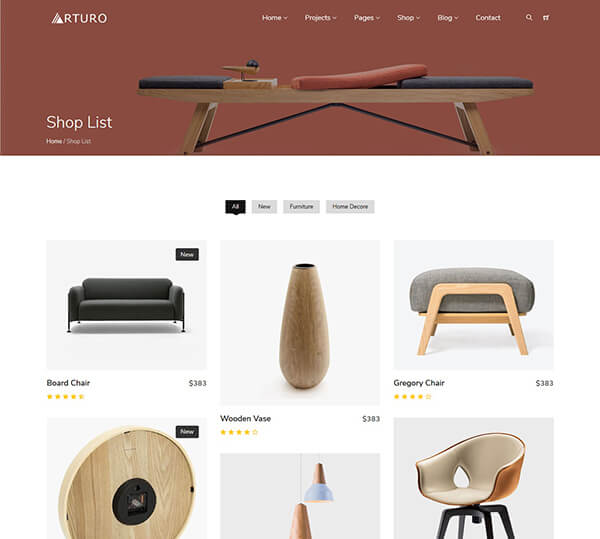 ARTURO
Home Projects Pages Shop Blog Contact
Shop List
Home / Shop List
All New Furniture Home Decore
New
Board Chair $383
Wooden Vase $383
Gregory Chair $383
New